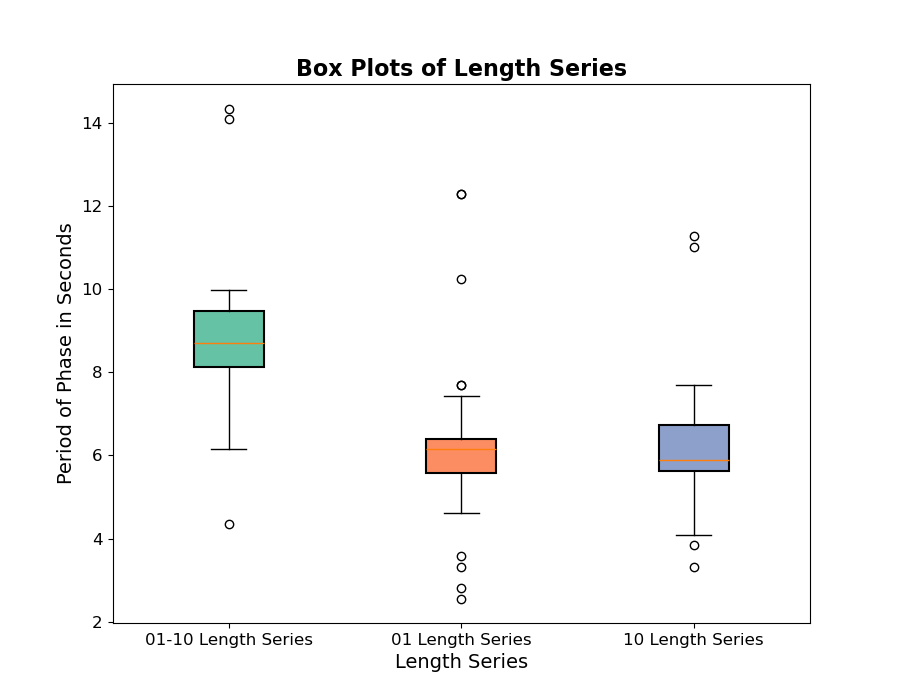 Box Plots of Length Series
Period of Phase in Seconds
14
12
10
8
6
4
2
01-10 Length Series
01 Length Series
10 Length Series
Length Series